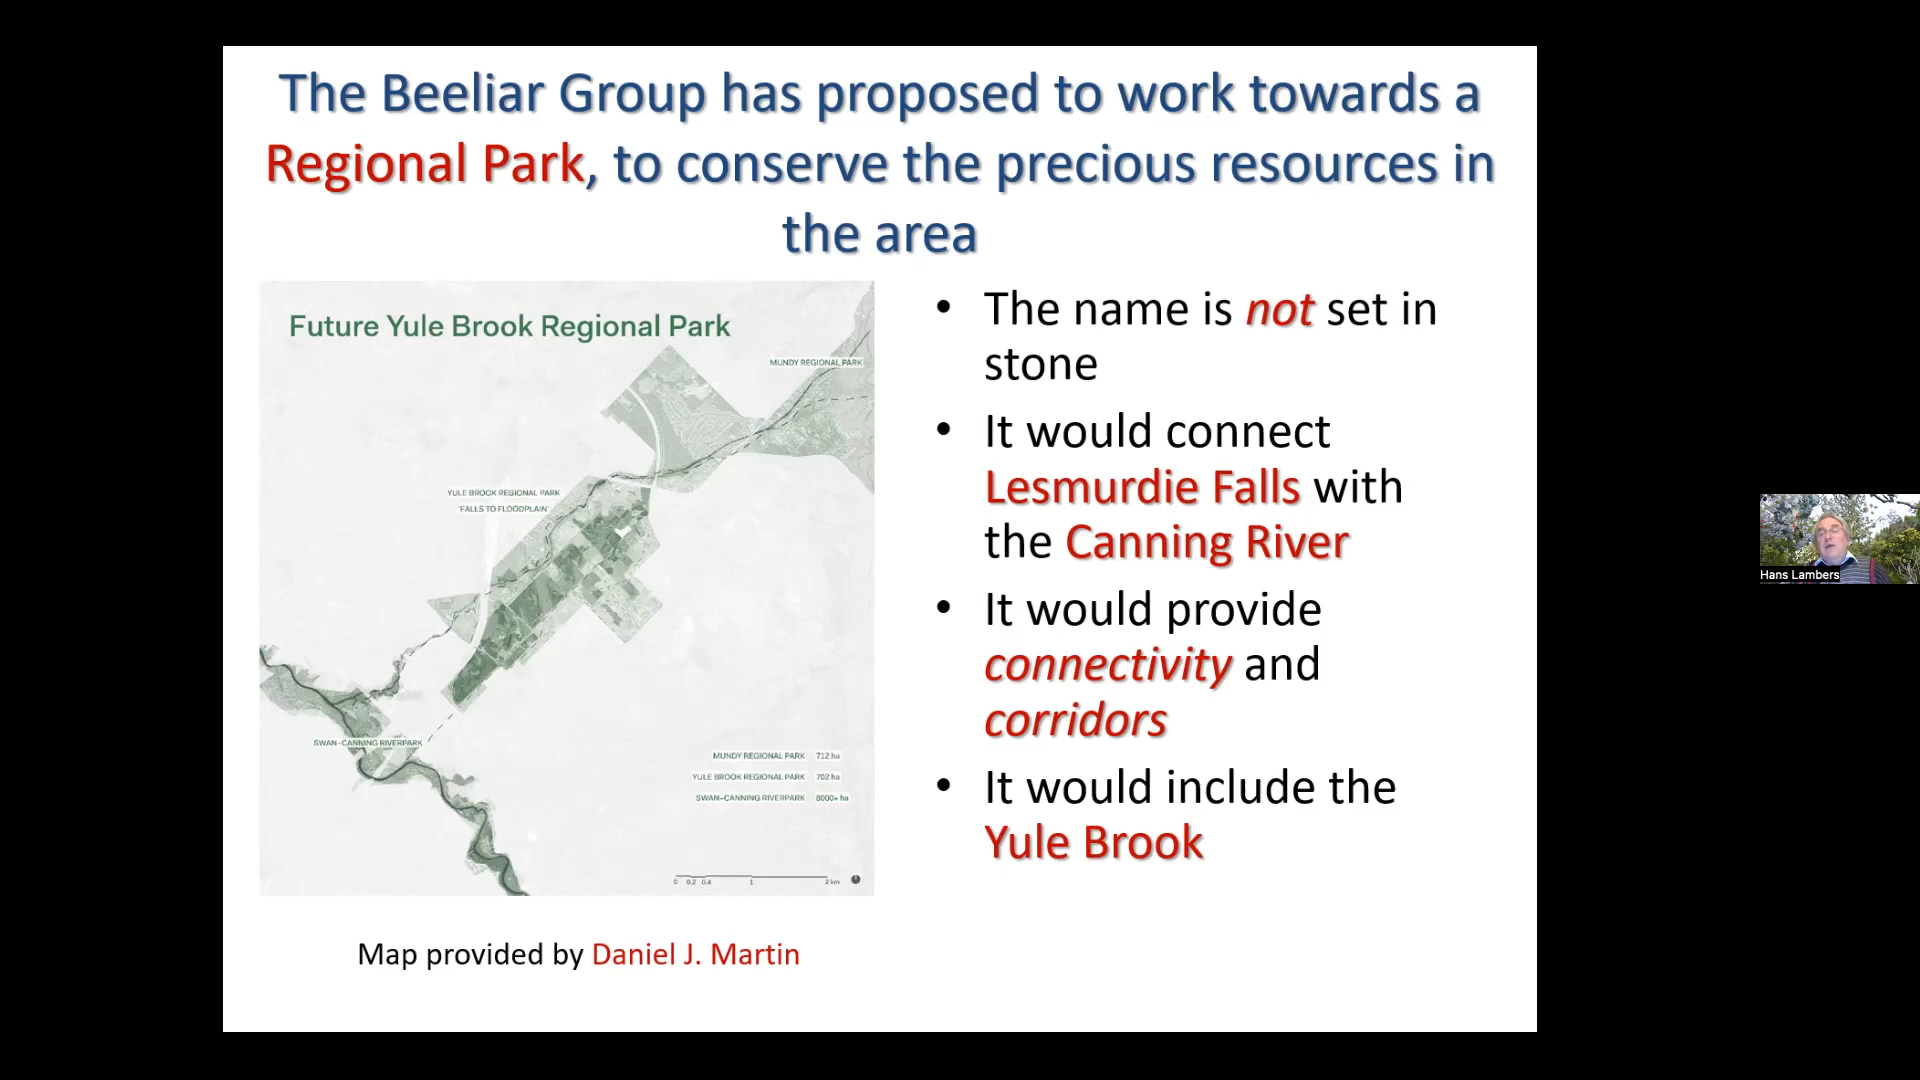 The Beeliar Group has proposed to work towards a
Regional Park, to conserve the precious resources in
the area
Future Yule Brook Regional Park
MUNDY REGIONAL PARK
YULE BROOK REGIONAL PARK
'FALLS TO FLOODPLAIN'
SWAN-CANNING RIVERPARK
MUNDY REGIONAL PARK 712 ha
YULE BROOK REGIONAL PARK 702 ha
SWAN-CANNING RIVERPARK 8000+ ha
0 0.2 0.4 1 2 km
Map provided by Daniel J. Martin
• The name is not set in
stone
• It would connect
Lesmurdie Falls with
the Canning River
• It would provide
connectivity and
corridors
• It would include the
Yule Brook
Hans Lambers